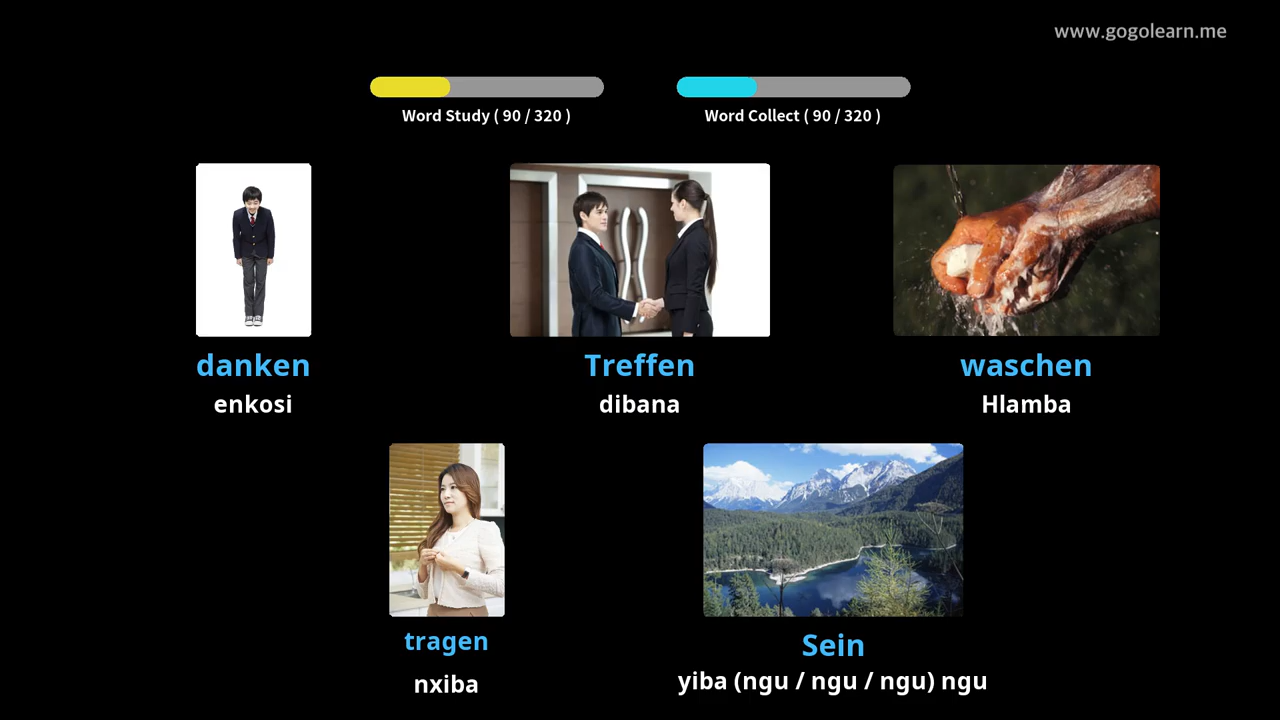 www.gogolearn.me
Word Study ( 90 / 320 )
Word Collect ( 90 / 320 )
danken
enkosi
Treffen
dibana
waschen
Hlamba
tragen
nxiba
Sein
yiba (ngu / ngu / ngu) ngu